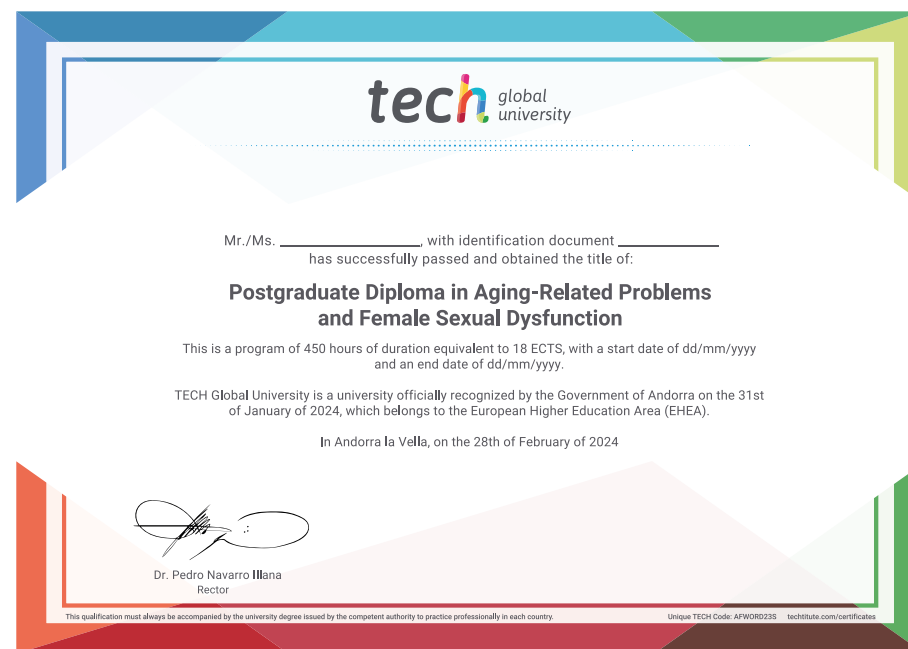 tech global
university
Mr./Ms. ____________, with identification document ____________
has successfully passed and obtained the title of:
Postgraduate Diploma in Aging-Related Problems
and Female Sexual Dysfunction
This is a program of 450 hours of duration equivalent to 18 ECTS, with a start date of dd/mm/yyyy
and an end date of dd/mm/yyyy.
TECH Global University is a university officially recognized by the Government of Andorra on the 31st
of January of 2024, which belongs to the European Higher Education Area (EHEA).
In Andorra la Vella, on the 28th of February of 2024
Dr. Pedro Navarro Illana
Rector
This qualification must always be accompanied by the university degree issued by the competent authority to practice professionally in each country. Unique TECH Code: AFWORD23S techtitute.com/certificates